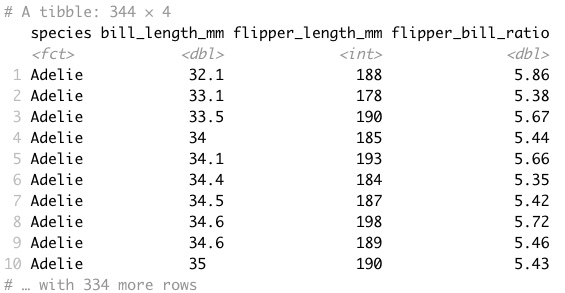 # A tibble: 344 × 4
species bill_length_mm flipper_length_mm flipper_bill_ratio
<fct> <dbl> <int> <dbl>
1 Adelie 32.1 188 5.86
2 Adelie 33.1 178 5.38
3 Adelie 33.5 190 5.67
4 Adelie 34 185 5.44
5 Adelie 34.1 193 5.66
6 Adelie 34.4 184 5.35
7 Adelie 34.5 187 5.42
8 Adelie 34.6 198 5.72
9 Adelie 34.6 189 5.46
10 Adelie 35 190 5.43
# … with 334 more rows